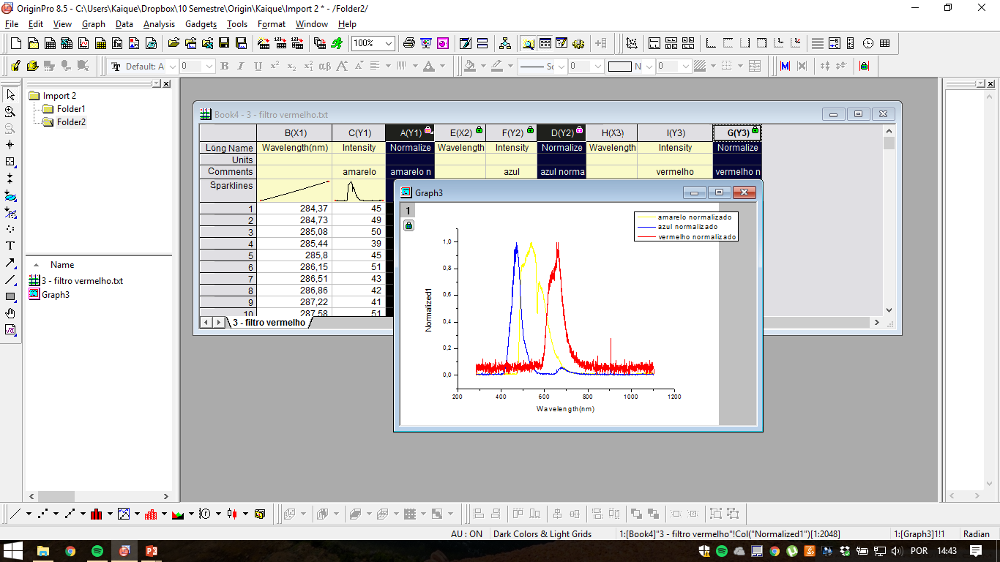 OriginPro 8.5 - C:\Users\Kaique\Dropbox\10 Semestre\Origin\Kaique\Import 2 * - /Folder2/
File Edit View Graph Data Analysis Gadgets Tools Format Window Help
100%
Default: A 0 B I U x² x₂ αβ A A A 0 N 0
Import 2
Folder1
Folder2
Name
3 - filtro vermelho.txt
Graph3
Book4 - 3 - filtro vermelho.txt
B(X1) C(Y1) A(Y1) E(X2) F(Y2) D(Y2) H(X3) I(Y3) G(Y3)
Long Name Wavelength(nm) Intensity Normalize Wavelength Intensity Normalize Wavelength Intensity Normalize
Units
Comments amarelo amarelo n azul azul norma vermelho vermelho n
Sparklines
1 284,37 45
2 284,73 49
3 285,08 50
4 285,44 39
5 285,8 45
6 286,15 51
7 286,51 43
8 286,86 42
9 287,22 41
10 287,58 51
3 - filtro vermelho
Graph3
1
amarelo normalizado
azul normalizado
vermelho normalizado
1,0
0,8
0,6
0,4
0,2
0,0
Normalized1
200 400 600 800 1000 1200
Wavelength(nm)
AU : ON Dark Colors & Light Grids 1:[Book4]"3 - filtro vermelho"!Col("Normalized1")[1:2048] 1:[Graph3]1!1 Radian
POR 14:43